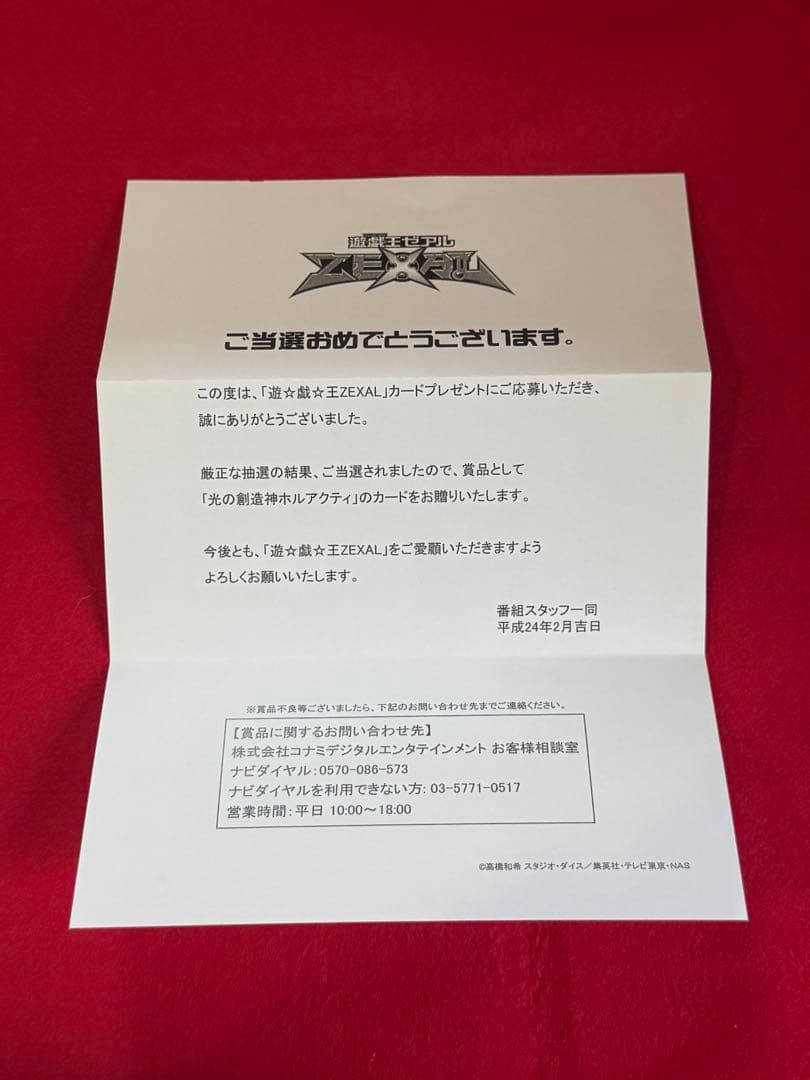 遊戯王ゼアル
ZEXAL
ご当選おめでとうございます。
この度は、「遊☆戯☆王ZEXAL」カードプレゼントにご応募いただき、
誠にありがとうございました。
厳正な抽選の結果、ご当選されましたので、賞品として
「光の創造神ホルアクティ」のカードをお贈りいたします。
今後とも、「遊☆戯☆王ZEXAL」をご愛顧いただきますよう
よろしくお願いいたします。
番組スタッフ一同
平成24年2月吉日
※賞品不良等ございましたら、下記のお問い合わせ先までご連絡ください。
【賞品に関するお問い合わせ先】
株式会社コナミデジタルエンタテインメント お客様相談室
ナビダイヤル：0570-086-573
ナビダイヤルを利用できない方：03-5771-0517
営業時間：平日 10:00～18:00
©高橋和希 スタジオ・ダイス／集英社・テレビ東京・NAS